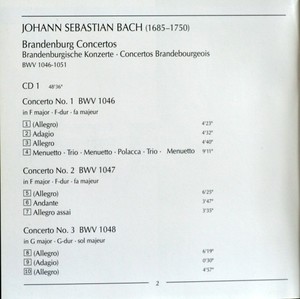 JOHANN SEBASTIAN BACH (1685–1750)
Brandenburg Concertos
Brandenburgische Konzerte · Concertos Brandebourgeois
BWV 1046-1051
CD 1 48'36"
Concerto No. 1 BWV 1046
in F major · F-dur · fa majeur
1 (Allegro) 4'23"
2 Adagio 4'32"
3 Allegro 4'40"
4 Menuetto · Trio · Menuetto · Polacca · Trio · Menuetto 9'11"
Concerto No. 2 BWV 1047
in F major · F-dur · fa majeur
5 (Allegro) 6'25"
6 Andante 3'47"
7 Allegro assai 3'35"
Concerto No. 3 BWV 1048
in G major · G-dur · sol majeur
8 (Allegro) 6'19"
9 (Adagio) 0'30"
10 (Allegro) 4'57"
2